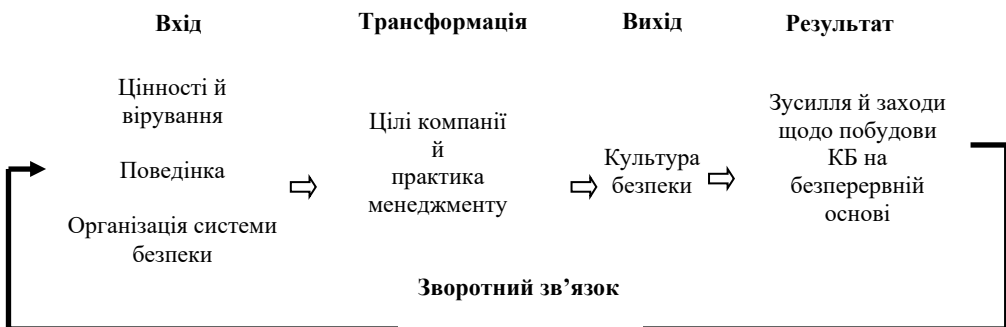 Вхід
Трансформація
Вихід
Результат
Цінності й
вірування
Поведінка
Організація системи
безпеки
Цілі компанії
й
практика
менеджменту
Культура
безпеки
Зусилля й заходи
щодо побудови
КБ на
безперервній
основі
Зворотний зв’язок